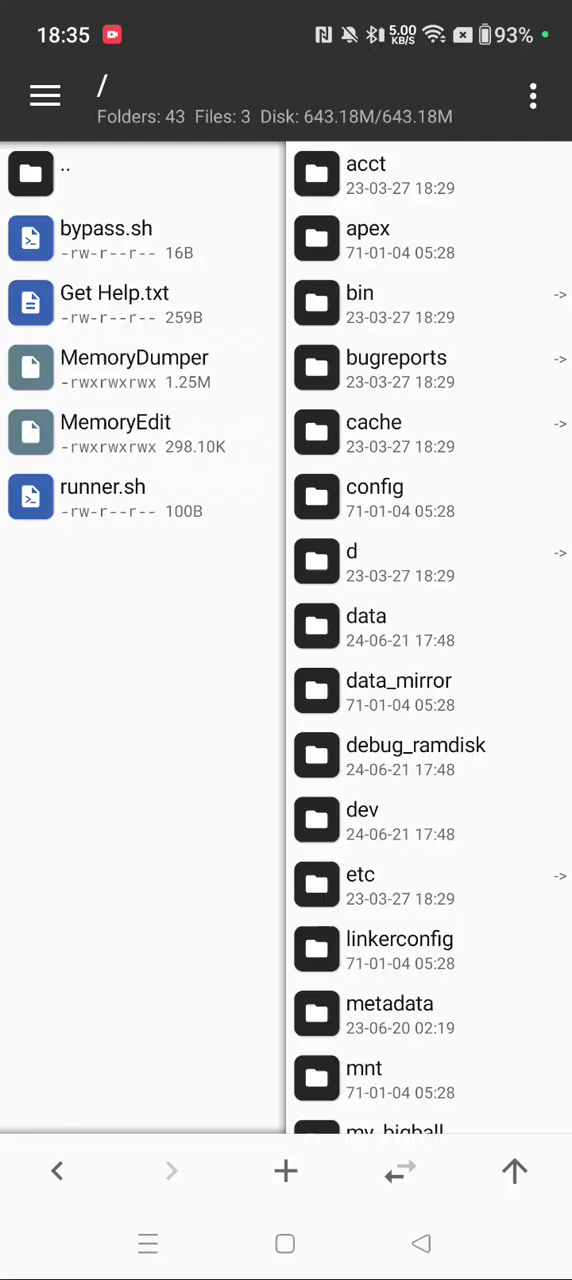 18:35
5.00 KB/S
93%
/
Folders: 43 Files: 3 Disk: 643.18M/643.18M
..
bypass.sh
-rw-r--r-- 16B
Get Help.txt
-rw-r--r-- 259B
MemoryDumper
-rwxrwxrwx 1.25M
MemoryEdit
-rwxrwxrwx 298.10K
runner.sh
-rw-r--r-- 100B
acct
23-03-27 18:29
apex
71-01-04 05:28
bin ->
23-03-27 18:29
bugreports ->
23-03-27 18:29
cache ->
23-03-27 18:29
config
71-01-04 05:28
d ->
23-03-27 18:29
data
24-06-21 17:48
data_mirror
71-01-04 05:28
debug_ramdisk
24-06-21 17:48
dev
24-06-21 17:48
etc ->
23-03-27 18:29
linkerconfig
71-01-04 05:28
metadata
23-06-20 02:19
mnt
71-01-04 05:28
my_bigball